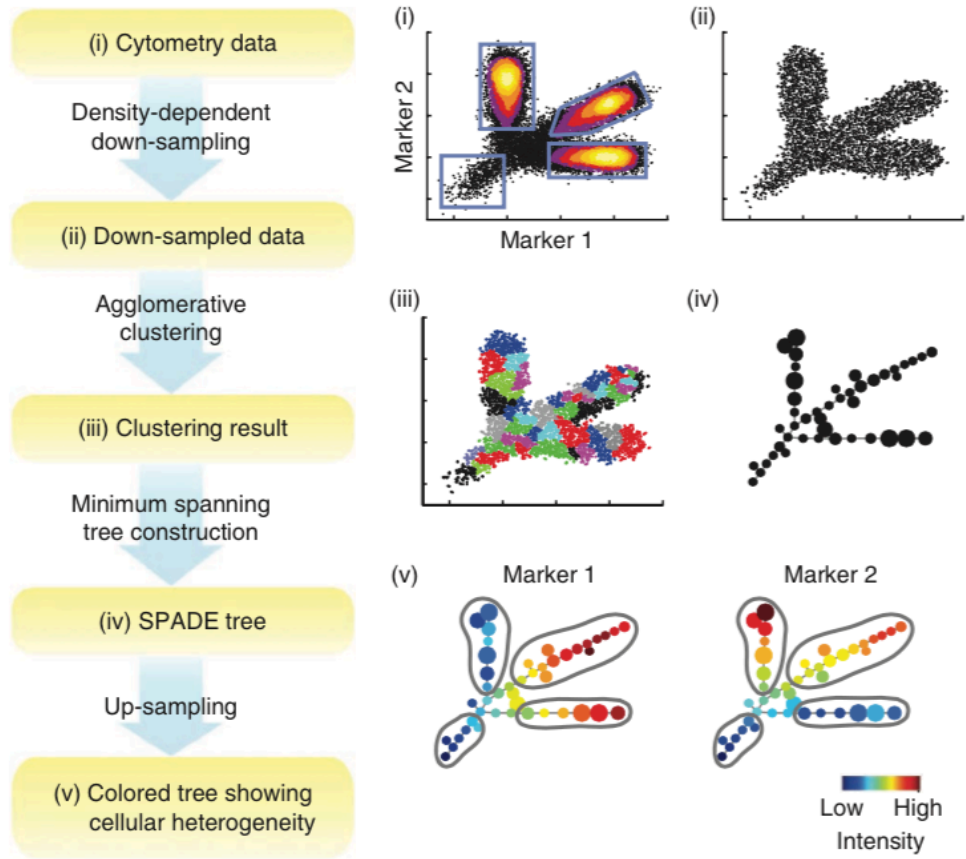 (i) Cytometry data
Density-dependent
down-sampling
(ii) Down-sampled data
Agglomerative
clustering
(iii) Clustering result
Minimum spanning
tree construction
(iv) SPADE tree
Up-sampling
(v) Colored tree showing
cellular heterogeneity
(i)
Marker 2
Marker 1
(ii)
(iii)
(iv)
(v)
Marker 1
Marker 2
Low High
Intensity